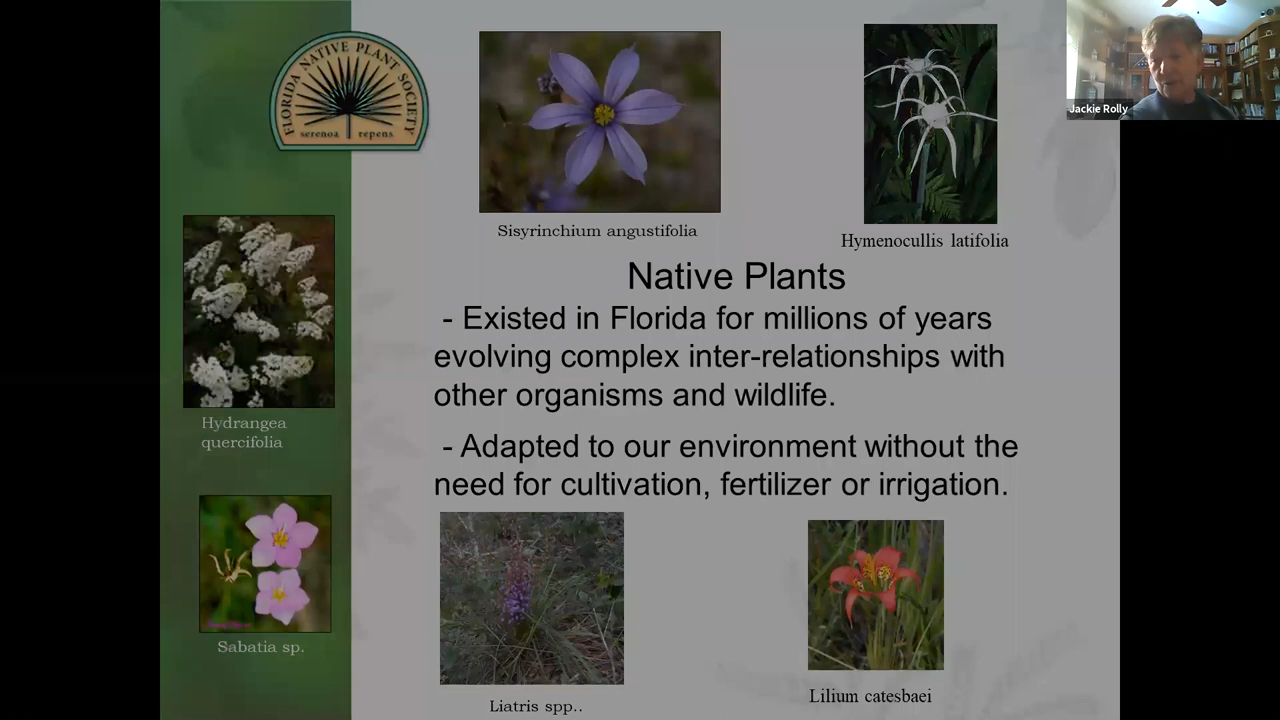 FLORIDA NATIVE PLANT SOCIETY
serenoa repens
Jackie Rolly
Sisyrinchium angustifolia
Hymenocullis latifolia
Native Plants
- Existed in Florida for millions of years
evolving complex inter-relationships with
other organisms and wildlife.
- Adapted to our environment without the
need for cultivation, fertilizer or irrigation.
Hydrangea
quercifolia
Sabatia sp.
Liatris spp..
Lilium catesbaei